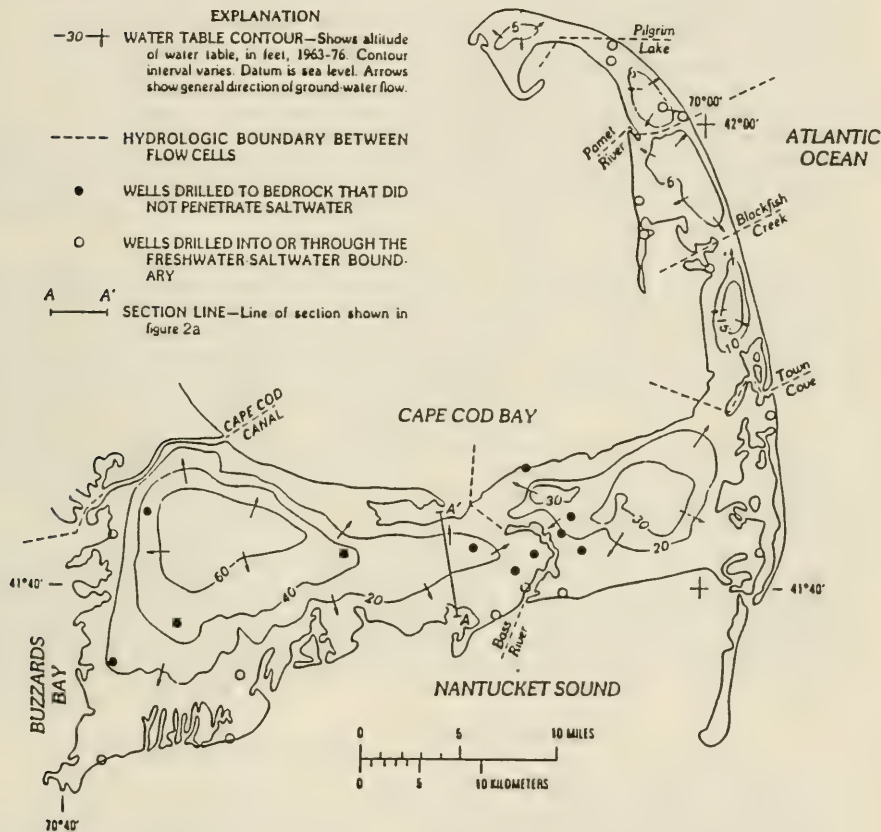 EXPLANATION
—30— WATER TABLE CONTOUR—Shows altitude
of water table, in feet, 1963-76. Contour
interval varies. Datum is sea level. Arrows
show general direction of ground-water flow.
HYDROLOGIC BOUNDARY BETWEEN
FLOW CELLS
WELLS DRILLED TO BEDROCK THAT DID
NOT PENETRATE SALTWATER
WELLS DRILLED INTO OR THROUGH THE
FRESHWATER-SALTWATER BOUND-
ARY
A A'
SECTION LINE—Line of section shown in
figure 2a
5
Pilgrim
Lake
70°00'
42°00'
Pamet
River
ATLANTIC
OCEAN
6
Blackfish
Creek
5
10
Town
Cove
CAPE COD
CANAL
CAPE COD BAY
A'
30
30
20
60
40
20
41°40'
41°40'
A
Bass
River
BUZZARDS
BAY
NANTUCKET SOUND
0 5 10 MILES
0 5 10 KILOMETERS
70°40'